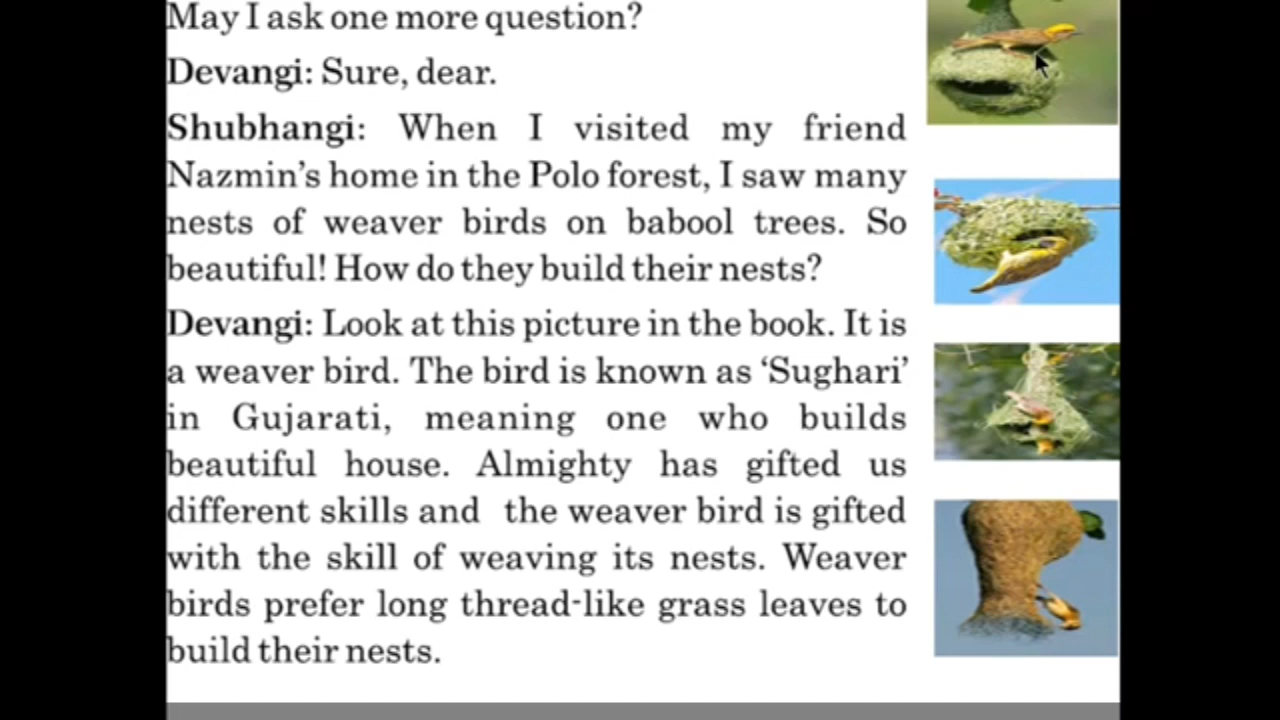 May I ask one more question?
Devangi: Sure, dear.
Shubhangi: When I visited my friend
Nazmin's home in the Polo forest, I saw many
nests of weaver birds on babool trees. So
beautiful! How do they build their nests?
Devangi: Look at this picture in the book. It is
a weaver bird. The bird is known as ‘Sughari’
in Gujarati, meaning one who builds
beautiful house. Almighty has gifted us
different skills and the weaver bird is gifted
with the skill of weaving its nests. Weaver
birds prefer long thread-like grass leaves to
build their nests.